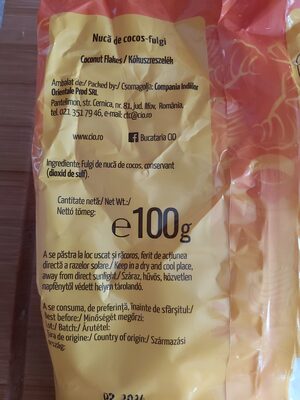 Nucă de cocos-fulgi
Coconut Flakes / Kókuszreszelék
Ambalat de:/ Packed by:/ Csomagolja: Compania Indiilor
Orientale Prod SRL
Pantelimon, str. Cernica, nr. 81, jud. Ilfov, România,
tel.021 351 79 46, e-mail: crc@cio.ro
www.cio.ro
Bucataria CIO
Ingrediente: Fulgi de nucă de cocos, conservant
(dioxid de sulf).
Cantitate netă:/ Net Wt.:/
Nettó tömeg:
e100g
A se păstra la loc uscat și răcoros, ferit de acțiunea
directă a razelor solare./ Keep in a dry and cool place,
away from direct sunlight./ Száraz, hűvös, közvetlen
napfénytől védett helyen tárolandó.
A se consuma, de preferință, înainte de sfârșitul:/
Best before:/ Minőségét megőrzi:
Lot:/ Batch:/ Árutétel:
Țara de origine:/ Country of origin:/ Származási
ország: